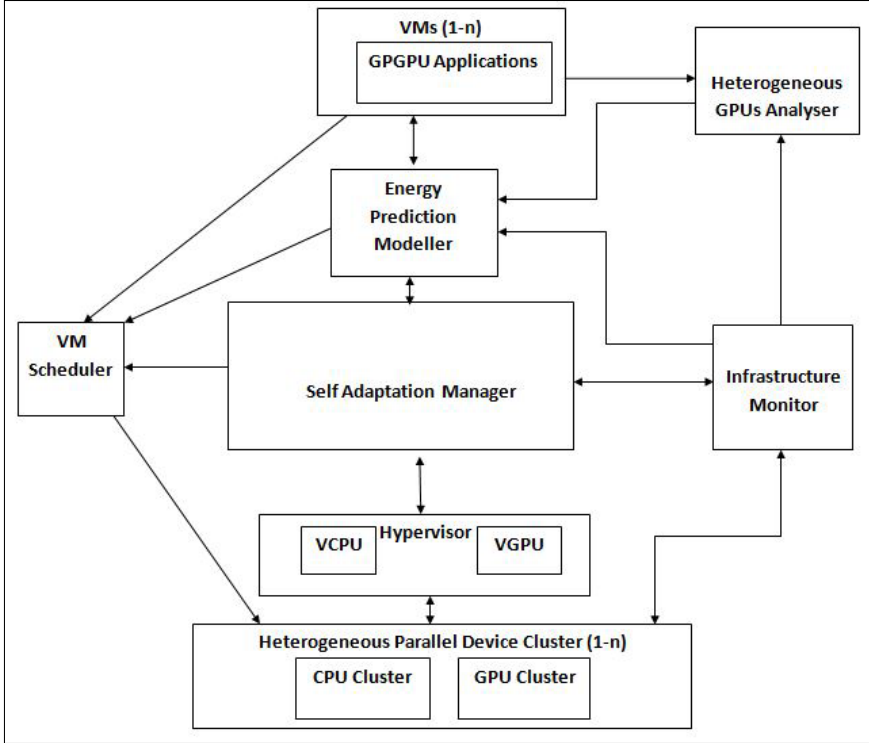 VMs (1-n)
GPGPU Applications
Heterogeneous
GPUs Analyser
Energy
Prediction
Modeller
VM
Scheduler
Self Adaptation Manager
Infrastructure
Monitor
Hypervisor
VCPU
VGPU
Heterogeneous Parallel Device Cluster (1-n)
CPU Cluster
GPU Cluster